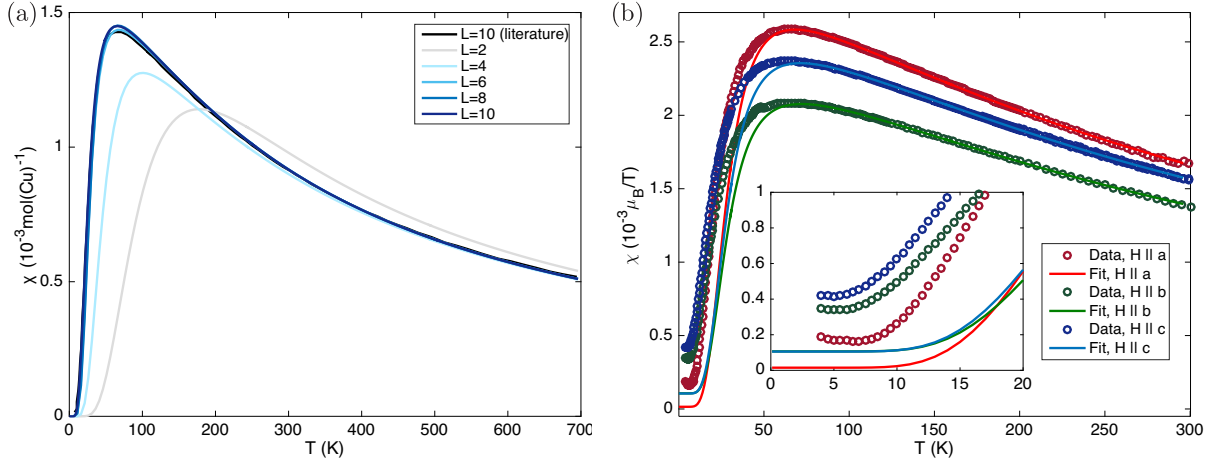 (a)
χ (10⁻³mol(Cu)⁻¹)
1.5
1
0.5
0
0 100 200 300 400 500 600 700
T (K)
L=10 (literature)
L=2
L=4
L=6
L=8
L=10
(b)
χ (10⁻³μ_B/T)
2.5
2
1.5
1
0.5
0
50 100 150 200 250 300
T (K)
1
0.8
0.6
0.4
0.2
0
0 5 10 15 20
Data, H || a
Fit, H || a
Data, H || b
Fit, H || b
Data, H || c
Fit, H || c